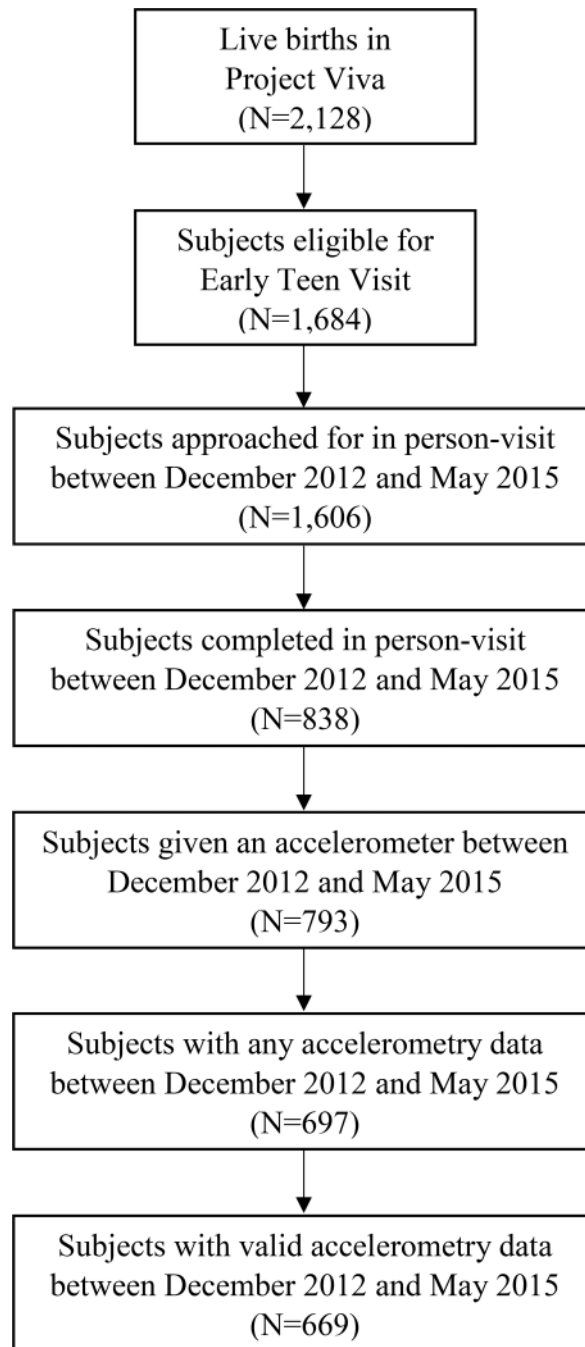 Live births in
Project Viva
(N=2,128)
Subjects eligible for
Early Teen Visit
(N=1,684)
Subjects approached for in person-visit
between December 2012 and May 2015
(N=1,606)
Subjects completed in person-visit
between December 2012 and May 2015
(N=838)
Subjects given an accelerometer between
December 2012 and May 2015
(N=793)
Subjects with any accelerometry data
between December 2012 and May 2015
(N=697)
Subjects with valid accelerometry data
between December 2012 and May 2015
(N=669)